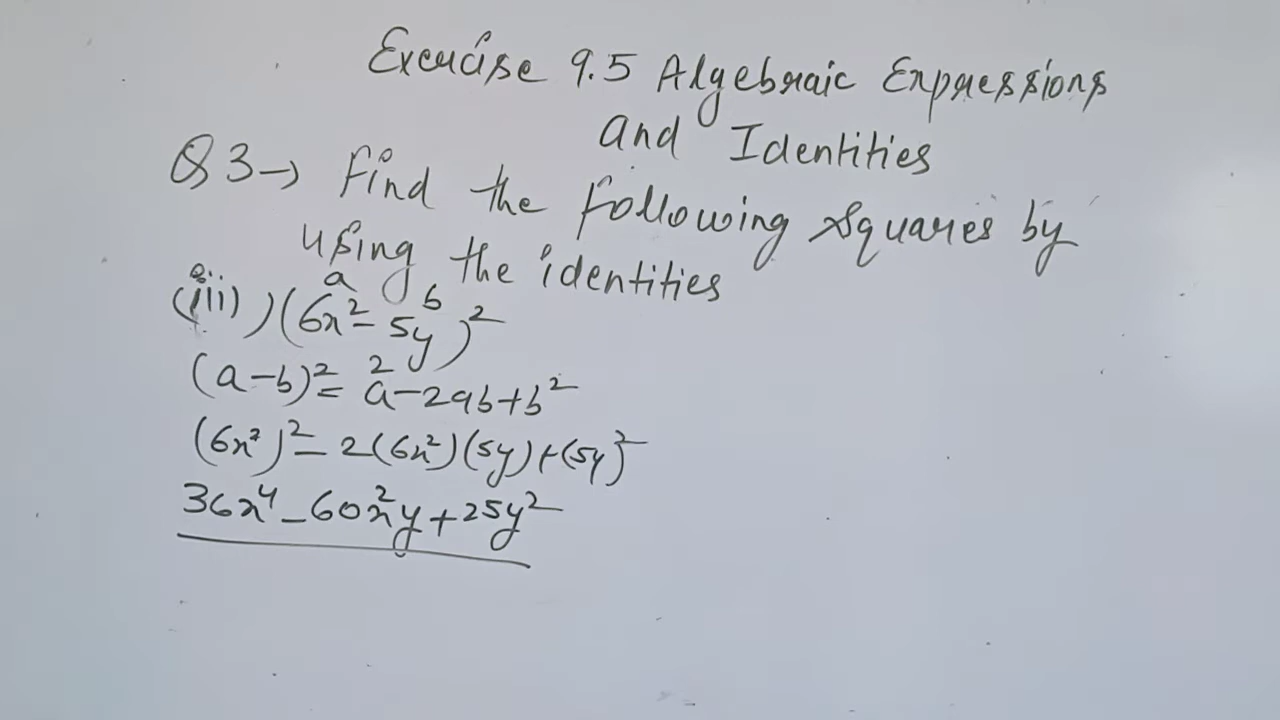 Exercise 9.5 Algebraic Expressions
and Identities
Q 3→ Find the following squares by
using the identities
a b
(iii) ) (6x² - 5y)²
(a-b)² = a² - 2ab + b²
(6x²)² - 2(6x²)(5y) + (5y)²
36x⁴ - 60x²y + 25y²